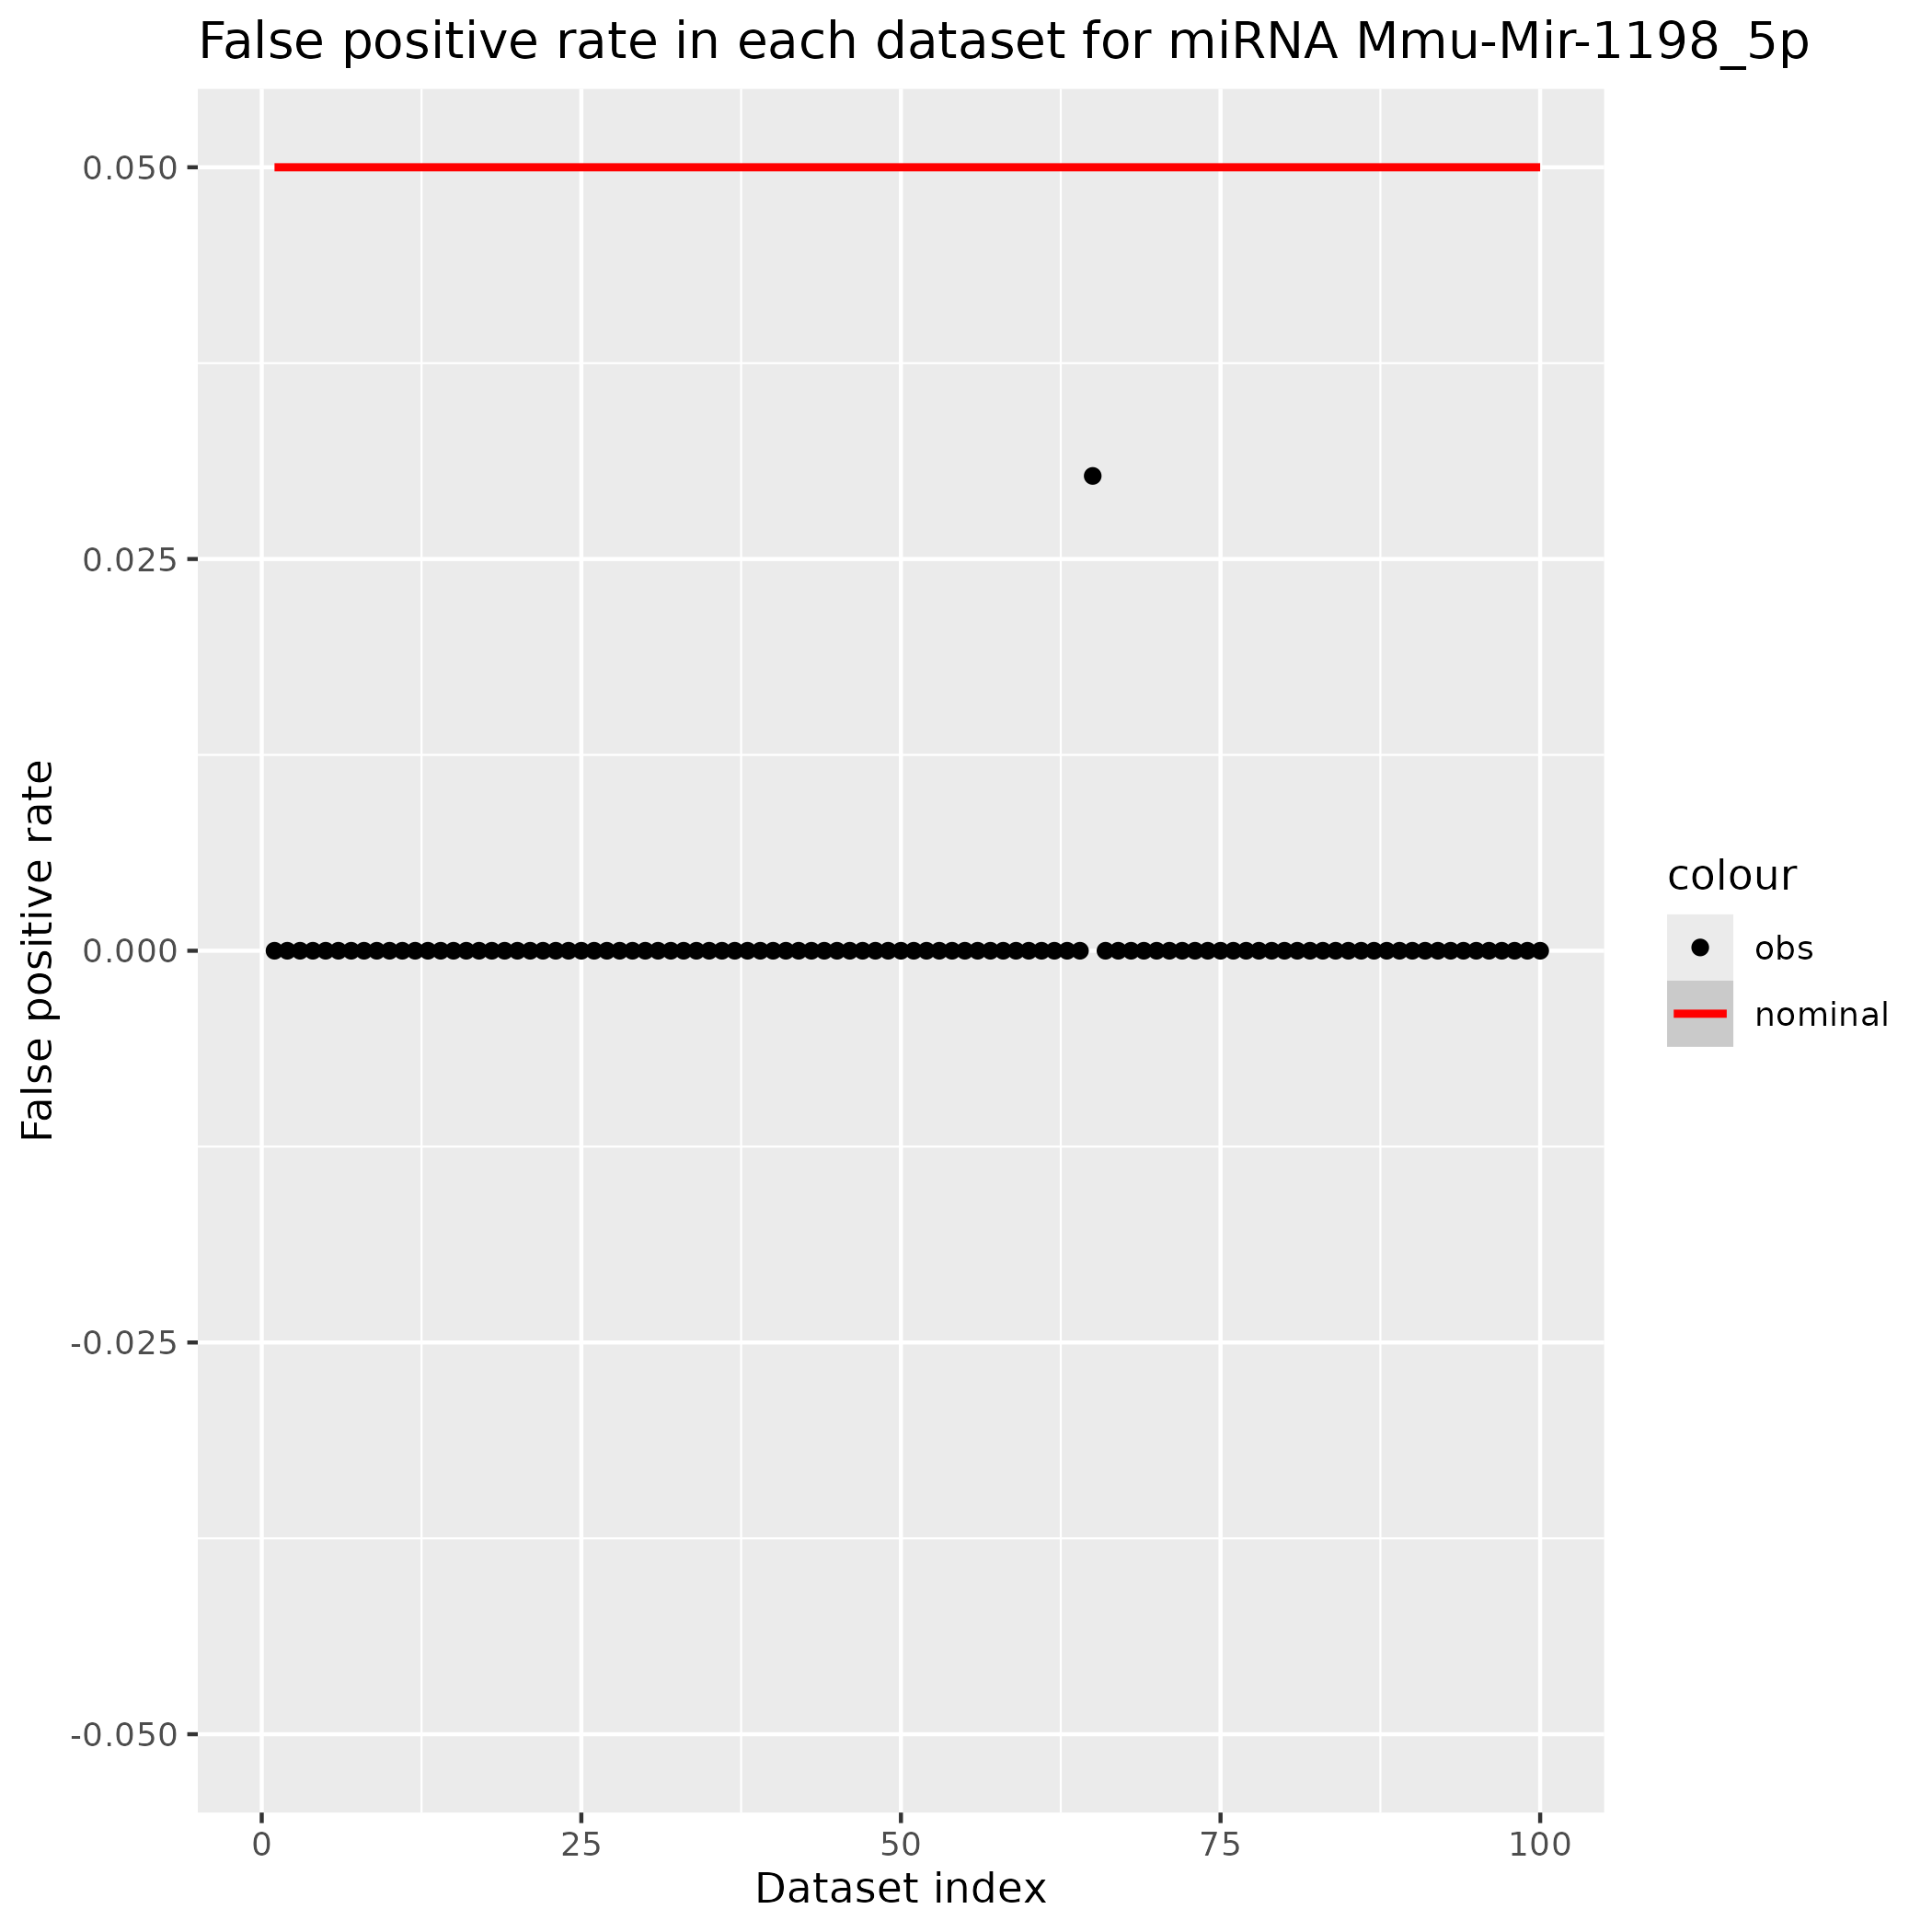 False positive rate in each dataset for miRNA Mmu-Mir-1198_5p
False positive rate
0.050
0.025
0.000
-0.025
-0.050
0
25
50
75
100
Dataset index
colour
obs
nominal